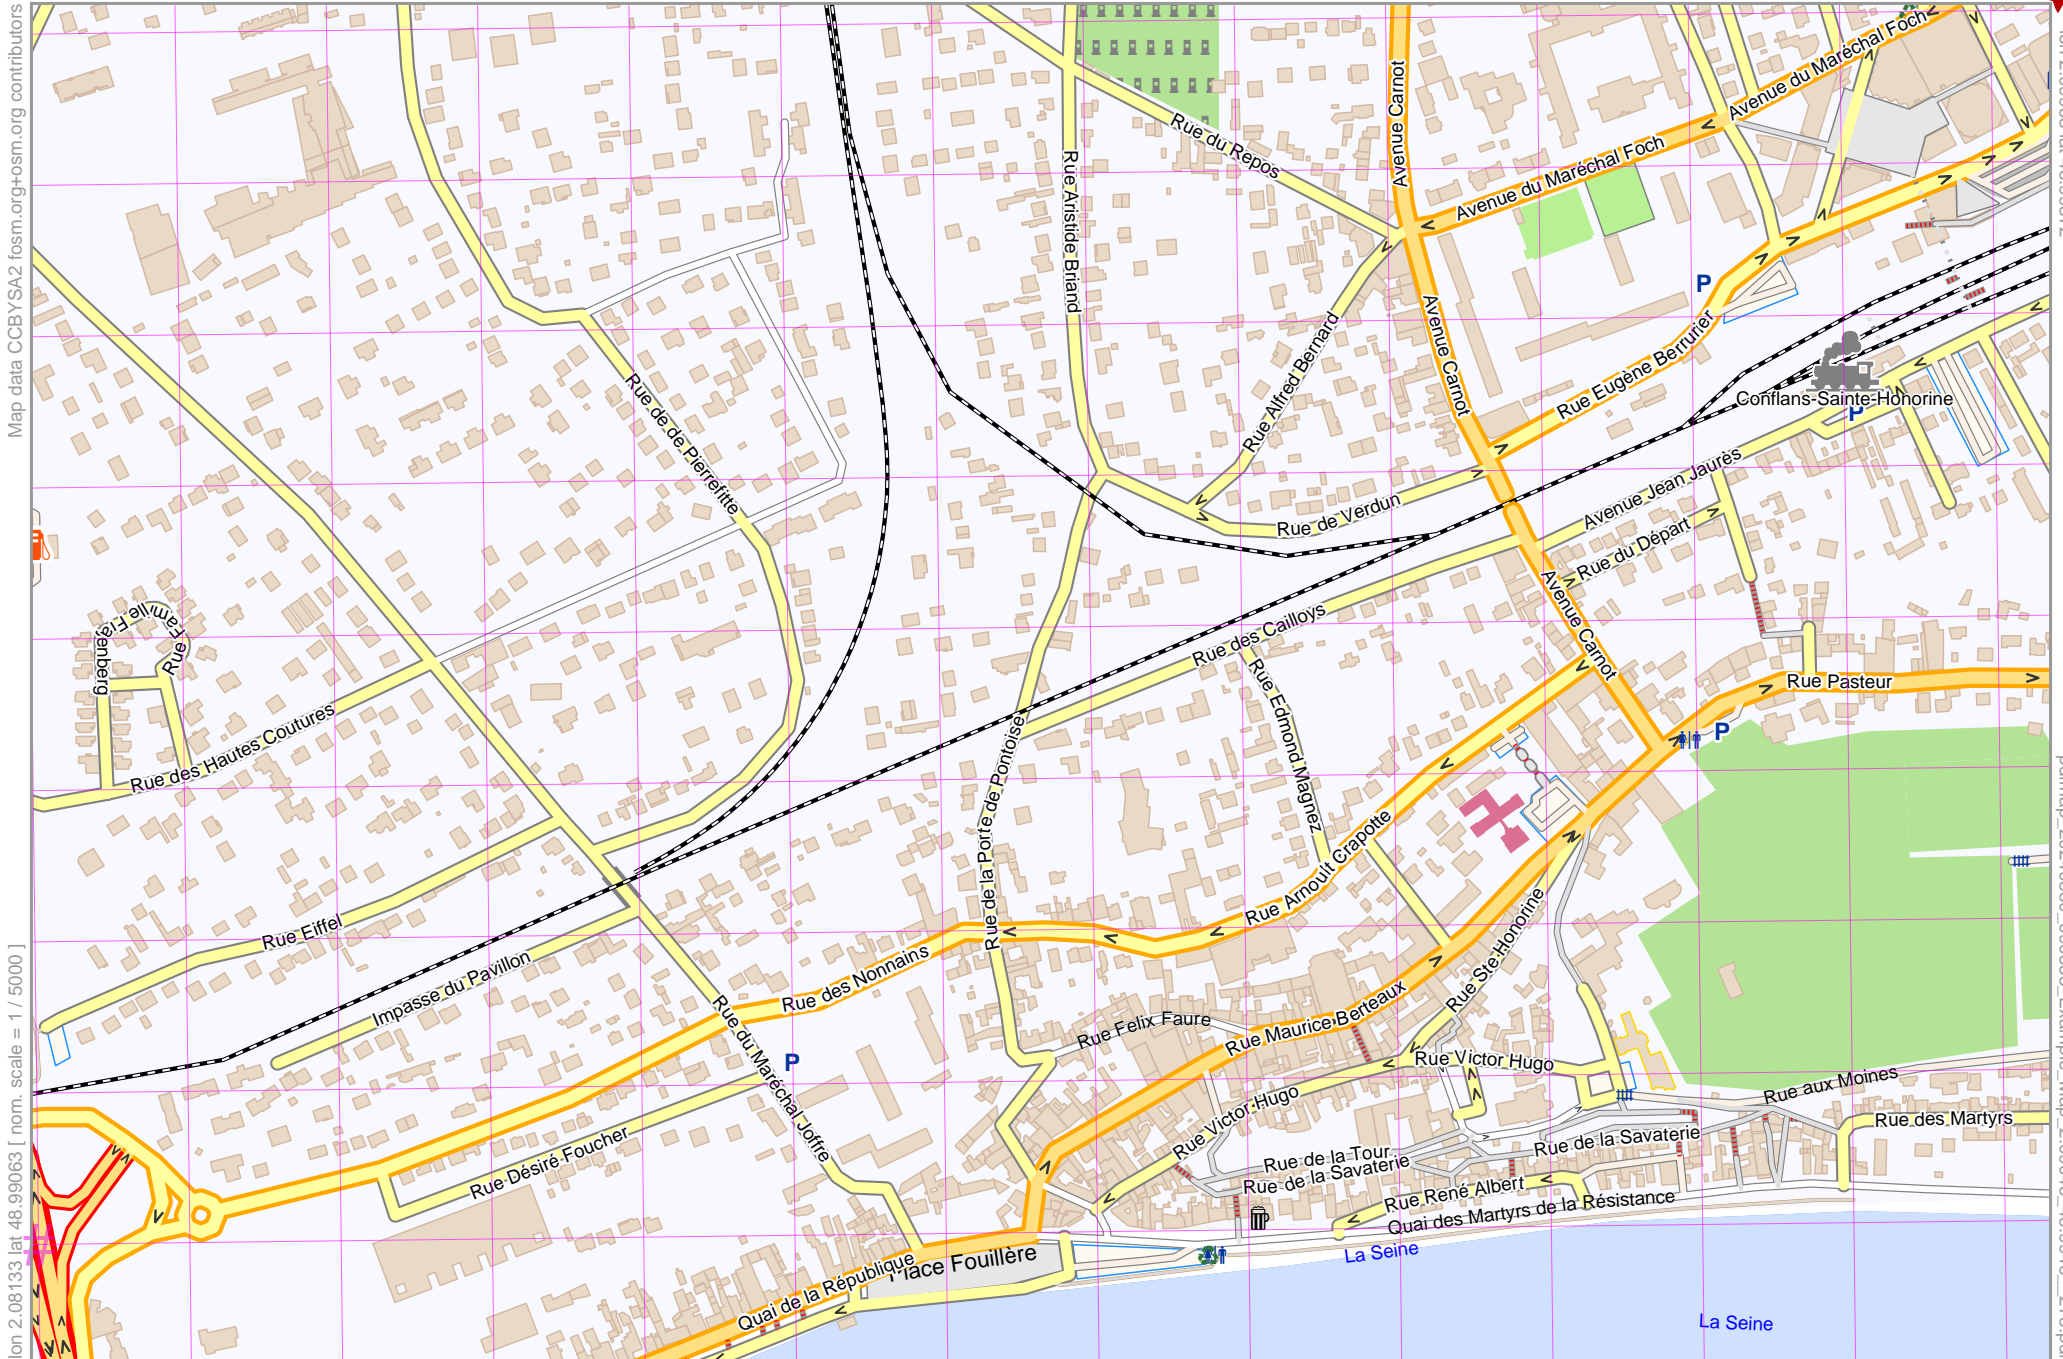 Map data CCBYSA2 fosm.org+osm.org contributors
lon 2.081133 lat 48.99063 [ nom. scale = 1 / 5000 ]
Avenue du Maréchal Foch
Avenue Carnot
Rue du Repos
Avenue du Maréchal Foch
Rue Aristide Briand
P
Avenue Carnot
Rue Alfred Bernard
Rue Eugène Berrurier
Conflans-Sainte-Honorine
P
Rue de de Pierrefitte
Avenue Jean Jaurès
Rue de Verdun
Rue du Départ
Avenue Carnot
Rue Famille Flagenberg
Rue des Cailloys
Rue Edmond Magnez
Rue Pasteur
P
Rue des Hautes Coutures
Rue de la Porte de Pontoise
Rue Arnoult Crapotte
Rue Eiffel
Rue Ste-Honorine
Impasse du Pavillon
Rue des Nonnains
Rue Felix Faure
Rue Maurice Berteaux
Rue du Maréchal Joffre
P
Rue Victor Hugo
Rue aux Moines
Rue Victor Hugo
Rue des Martyrs
Rue Désiré Foucher
Rue de la Savaterie
Rue de la Tour
Rue de la Savaterie
Rue René Albert
Quai des Martyrs de la Résistance
Place Fouillère
La Seine
Quai de la République
La Seine